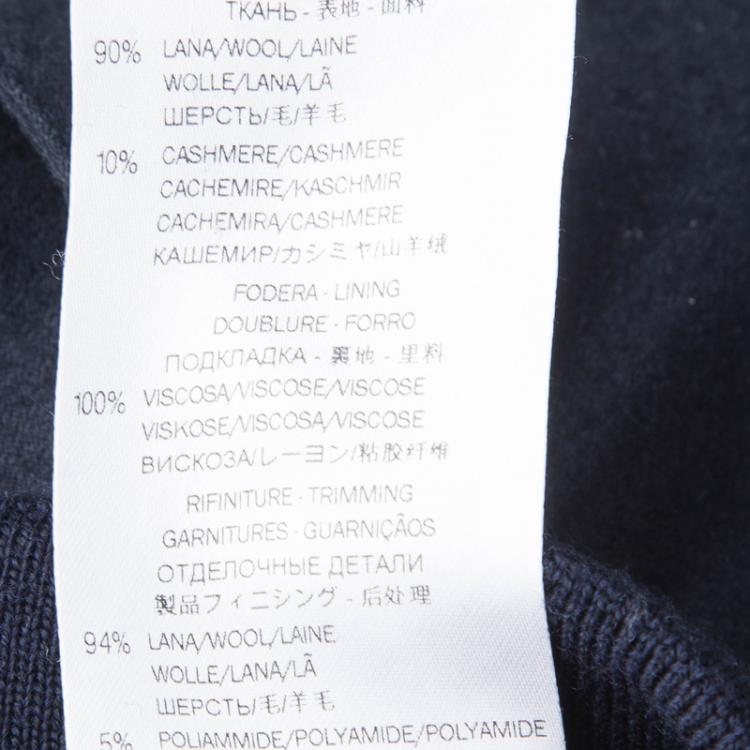 ТКАНЬ - 表地 - 面料
90% LANA/WOOL/LAINE
WOLLE/LANA/LÃ
ШЕРСТЬ/毛/羊毛
10% CASHMERE/CASHMERE
CACHEMIRE/KASCHMIR
CACHEMIRA/CASHMERE
КАШЕМИР/カシミヤ/山羊绒
FODERA - LINING
DOUBLURE - FORRO
ПОДКЛАДКА - 裏地 - 里料
100% VISCOSA/VISCOSE/VISCOSE
VISKOSE/VISCOSA/VISCOSE
ВИСКОЗА/レーヨン/粘胶纤维
RIFINITURE - TRIMMING
GARNITURES - GUARNIÇÃOS
ОТДЕЛОЧНЫЕ ДЕТАЛИ
製品フィニシング - 后处理
94% LANA/WOOL/LAINE
WOLLE/LANA/LÃ
ШЕРСТЬ/毛/羊毛
5% POLIAMMIDE/POLYAMIDE/POLYAMIDE